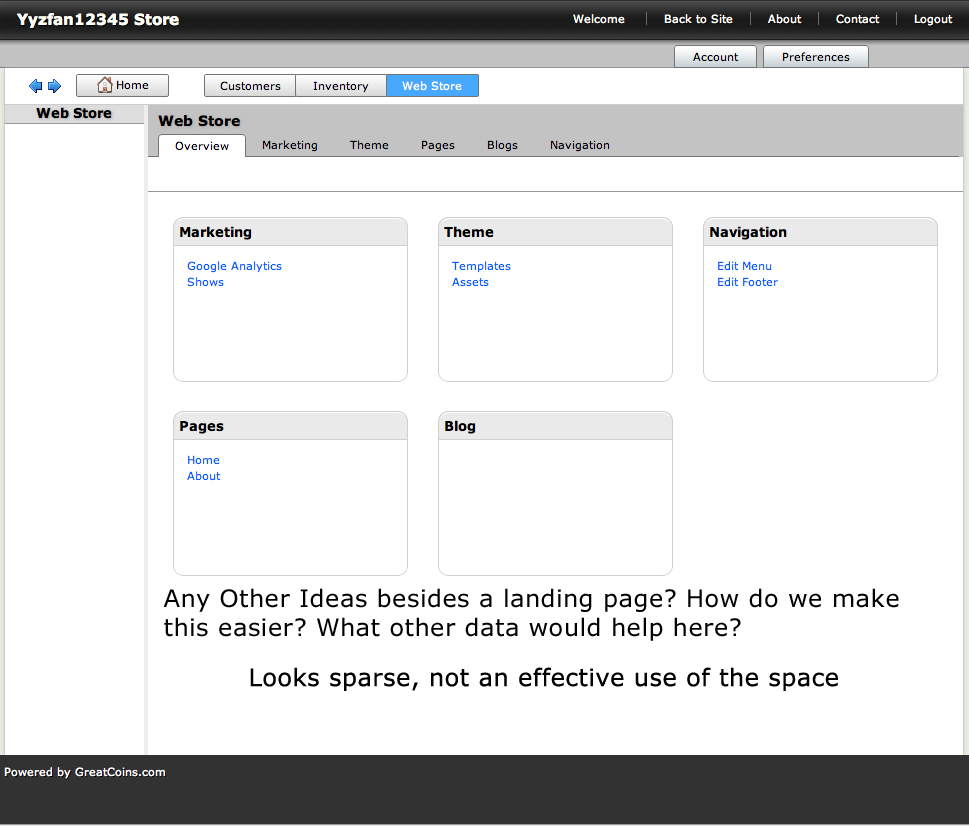 Yyzfan12345 Store
Welcome Back to Site About Contact Logout
Account Preferences
Home Customers Inventory Web Store
Web Store
Web Store
Overview Marketing Theme Pages Blogs Navigation
Marketing Theme Navigation
Google Analytics Templates Edit Menu
Shows Assets Edit Footer
Pages Blog
Home
About
Any Other Ideas besides a landing page? How do we make
this easier? What other data would help here?
Looks sparse, not an effective use of the space
Powered by GreatCoins.com